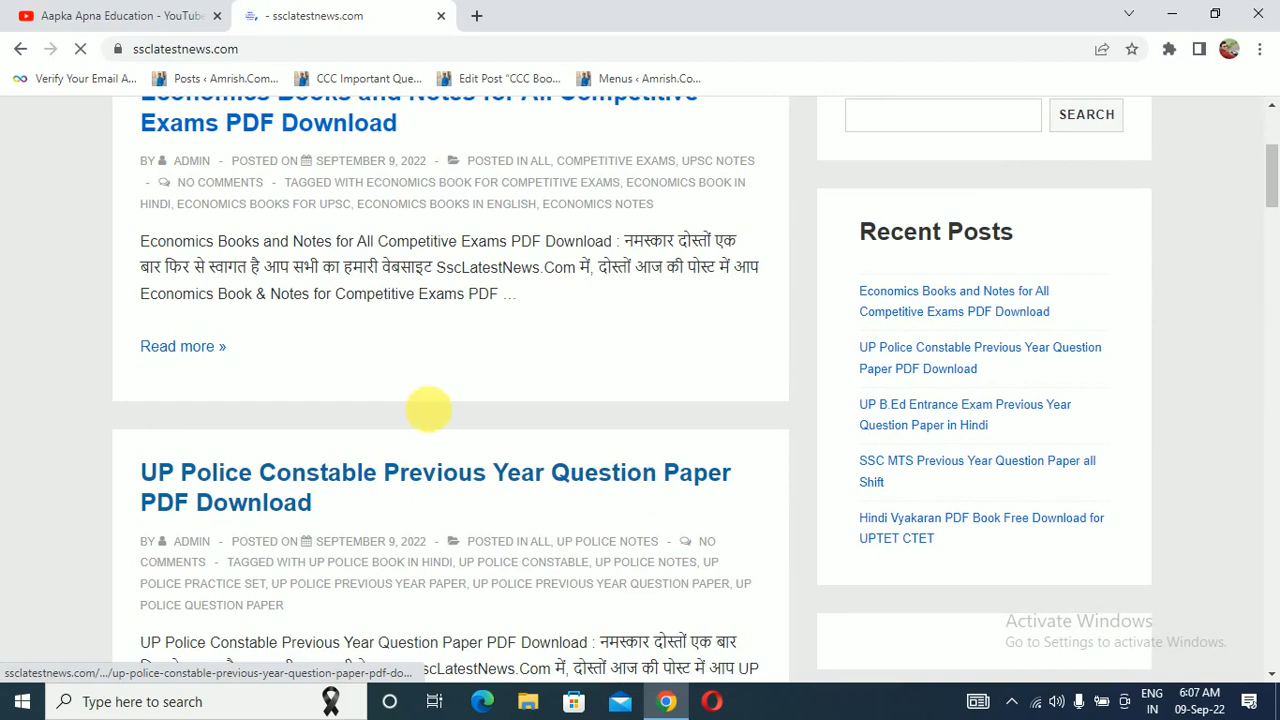 Aapka Apna Education - YouTube
- ssclatestnews.com
ssclatestnews.com
Verify Your Email A...
Posts ‹ Amrish.Com...
CCC Important Que...
Edit Post "CCC Boo...
Menus ‹ Amrish.Co...
Economics Books and Notes for All Competitive
Exams PDF Download
BY ADMIN - POSTED ON SEPTEMBER 9, 2022 - POSTED IN ALL, COMPETITIVE EXAMS, UPSC NOTES
- NO COMMENTS - TAGGED WITH ECONOMICS BOOK FOR COMPETITIVE EXAMS, ECONOMICS BOOK IN
HINDI, ECONOMICS BOOKS FOR UPSC, ECONOMICS BOOKS IN ENGLISH, ECONOMICS NOTES
Economics Books and Notes for All Competitive Exams PDF Download : नमस्कार दोस्तों एक
बार फिर से स्वागत है आप सभी का हमारी वेबसाइट SscLatestNews.Com में, दोस्तों आज की पोस्ट में आप
Economics Book & Notes for Competitive Exams PDF …
Read more »
UP Police Constable Previous Year Question Paper
PDF Download
BY ADMIN - POSTED ON SEPTEMBER 9, 2022 - POSTED IN ALL, UP POLICE NOTES - NO
COMMENTS - TAGGED WITH UP POLICE BOOK IN HINDI, UP POLICE CONSTABLE, UP POLICE NOTES, UP
POLICE PRACTICE SET, UP POLICE PREVIOUS YEAR PAPER, UP POLICE PREVIOUS YEAR QUESTION PAPER, UP
POLICE QUESTION PAPER
UP Police Constable Previous Year Question Paper PDF Download : नमस्कार दोस्तों एक बार
scLatestNews.Com में, दोस्तों आज की पोस्ट में आप UP
SEARCH
Recent Posts
Economics Books and Notes for All
Competitive Exams PDF Download
UP Police Constable Previous Year Question
Paper PDF Download
UP B.Ed Entrance Exam Previous Year
Question Paper in Hindi
SSC MTS Previous Year Question Paper all
Shift
Hindi Vyakaran PDF Book Free Download for
UPTET CTET
Activate Windows
Go to Settings to activate Windows.
ssclatestnews.com/.../up-police-constable-previous-year-question-paper-pdf-do...
Type here to search
ENG
IN
6:07 AM
09-Sep-22